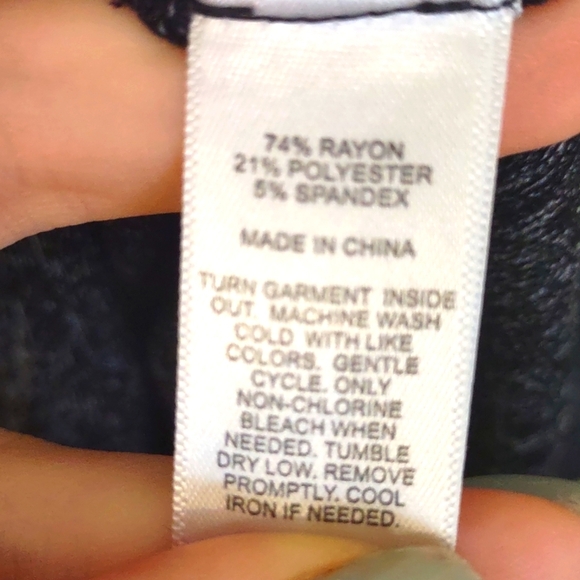 74% RAYON
21% POLYESTER
5% SPANDEX
MADE IN CHINA
TURN GARMENT INSIDE
OUT. MACHINE WASH
COLD WITH LIKE
COLORS. GENTLE
CYCLE. ONLY
NON-CHLORINE
BLEACH WHEN
NEEDED. TUMBLE
DRY LOW. REMOVE
PROMPTLY. COOL
IRON IF NEEDED.